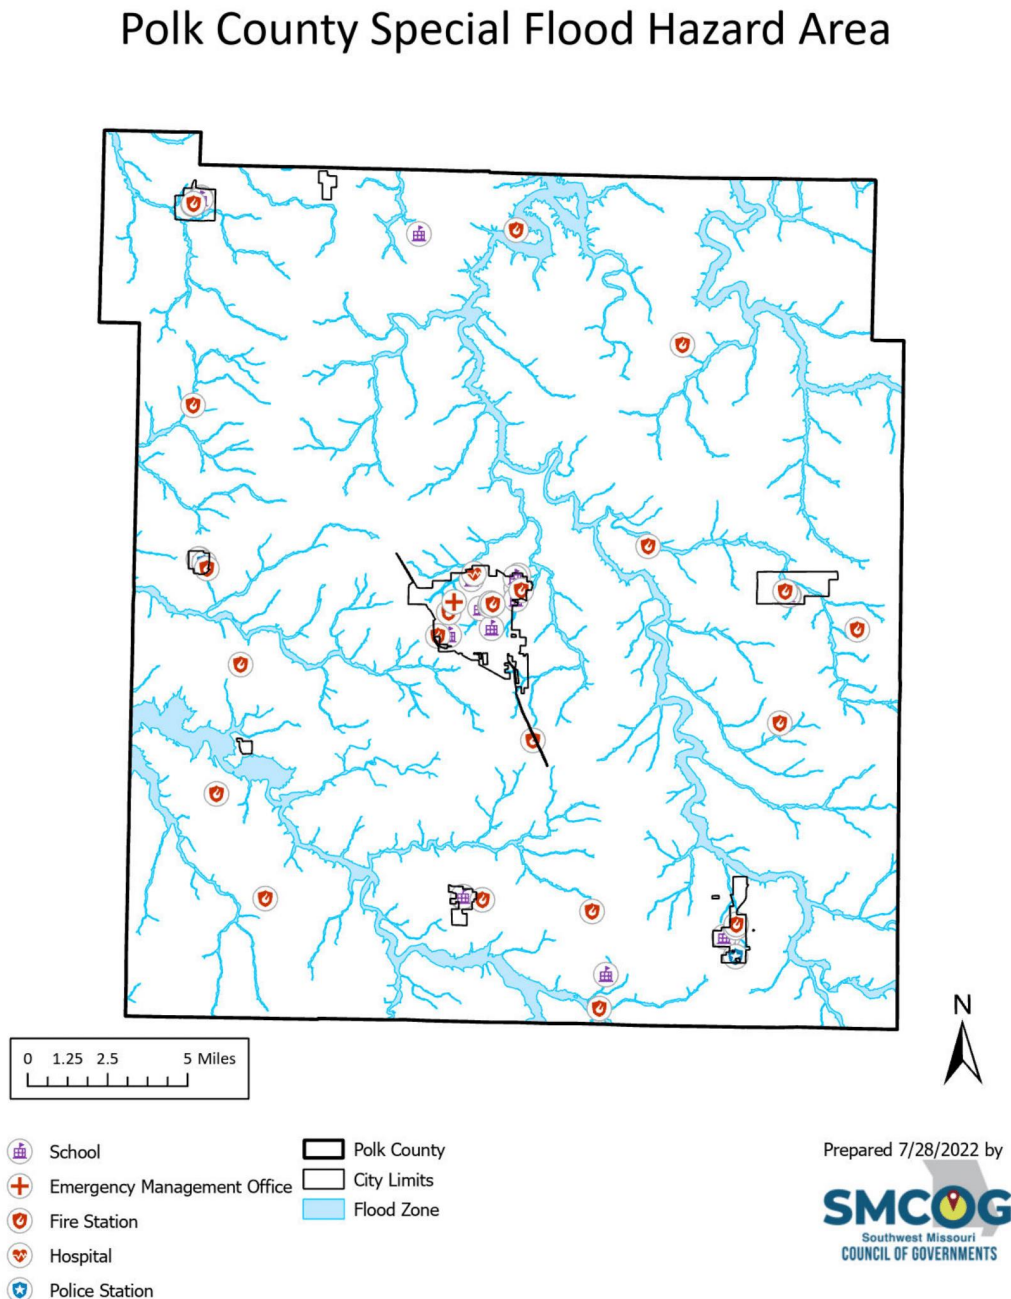 Polk County Special Flood Hazard Area
N
0 1.25 2.5 5 Miles
School
Emergency Management Office
Fire Station
Hospital
Police Station
Polk County
City Limits
Flood Zone
Prepared 7/28/2022 by
SMCOG
Southwest Missouri
COUNCIL OF GOVERNMENTS